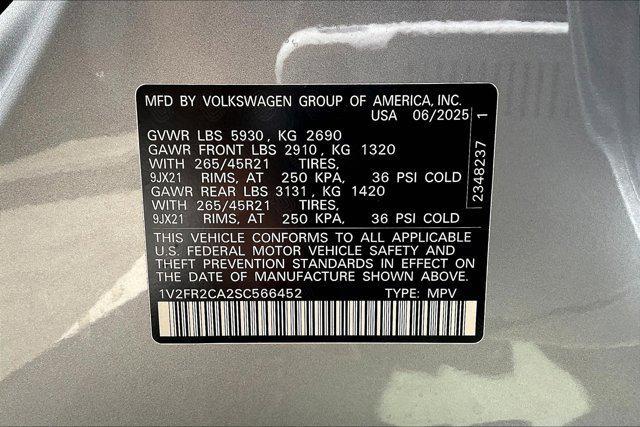 MFD BY VOLKSWAGEN GROUP OF AMERICA, INC.
USA 06/2025
GVWR LBS 5930, KG 2690
GAWR FRONT LBS 2910, KG 1320
WITH 265/45R21 TIRES,
9JX21 RIMS, AT 250 KPA, 36 PSI COLD
GAWR REAR LBS 3131, KG 1420
WITH 265/45R21 TIRES,
9JX21 RIMS, AT 250 KPA, 36 PSI COLD
THIS VEHICLE CONFORMS TO ALL APPLICABLE
U.S. FEDERAL MOTOR VEHICLE SAFETY AND
THEFT PREVENTION STANDARDS IN EFFECT ON
THE DATE OF MANUFACTURE SHOWN ABOVE.
1V2FR2CA2SC566452 TYPE: MPV
2348237 1